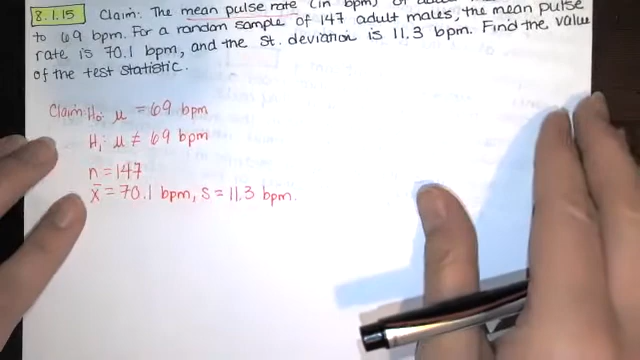 8.1.15 Claim: The mean pulse rate (in bpm) of adult
to 69 bpm. For a random sample of 147 adult males, the mean pulse
rate is 70.1 bpm, and the st. deviation is 11.3 bpm. Find the value
of the test statistic.
Claim: H₀: μ = 69 bpm
H₁: μ ≠ 69 bpm
n = 147
x̄ = 70.1 bpm, s = 11.3 bpm.